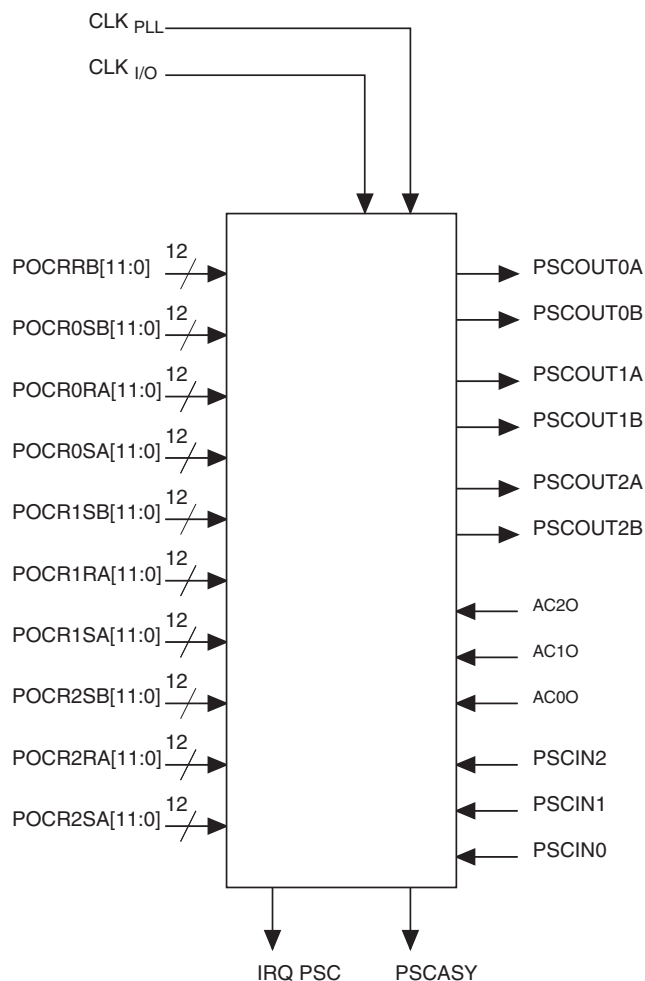 CLK PLL
CLK I/O
12
POCRRB[11:0]
12
POCR0SB[11:0]
12
POCR0RA[11:0]
12
POCR0SA[11:0]
12
POCR1SB[11:0]
12
POCR1RA[11:0]
12
POCR1SA[11:0]
12
POCR2SB[11:0]
12
POCR2RA[11:0]
12
POCR2SA[11:0]
PSCOUT0A
PSCOUT0B
PSCOUT1A
PSCOUT1B
PSCOUT2A
PSCOUT2B
AC2O
AC1O
AC0O
PSCIN2
PSCIN1
PSCIN0
IRQ PSC
PSCASY